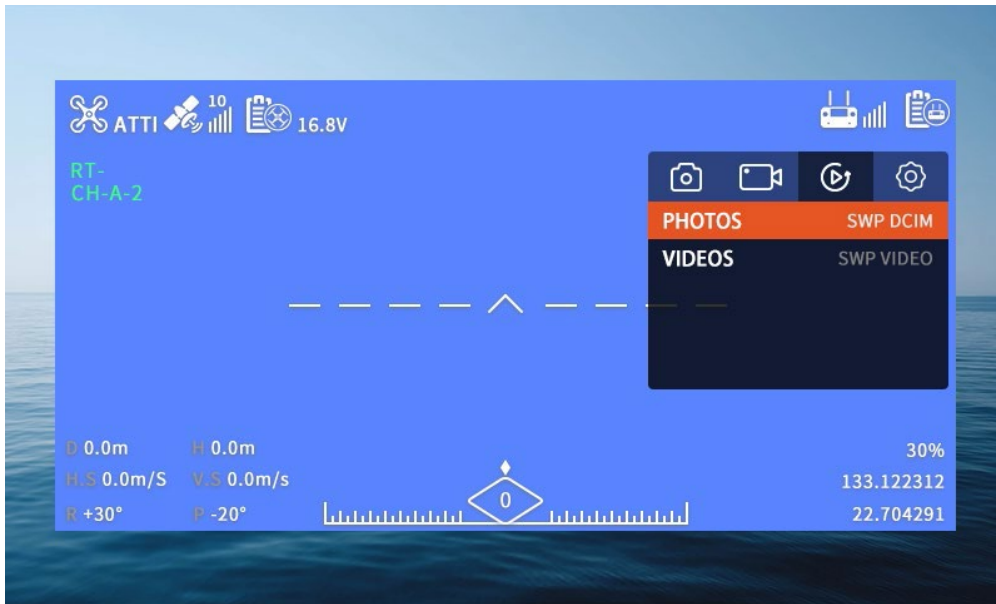 10
ATTI 16.8V
RT-
CH-A-2
PHOTOS SWP DCIM
VIDEOS SWP VIDEO
D 0.0m H 0.0m 30%
H.S 0.0m/S V.S 0.0m/s 133.122312
0
R +30° P -20° 22.704291